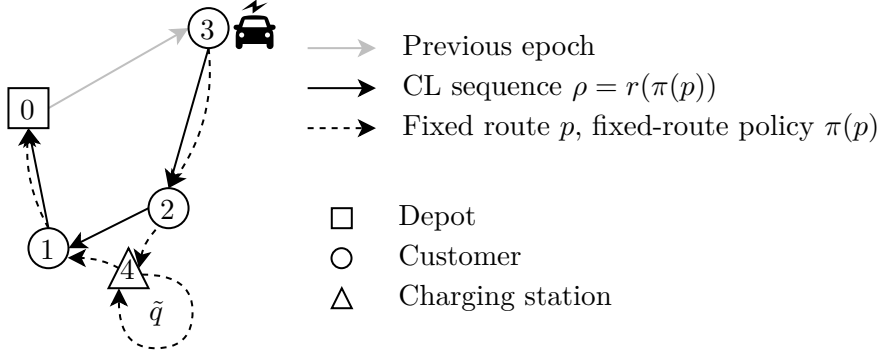 3
0
2
1
4
q̃
Previous epoch
CL sequence ρ = r(π(p))
Fixed route p, fixed-route policy π(p)
Depot
Customer
Charging station